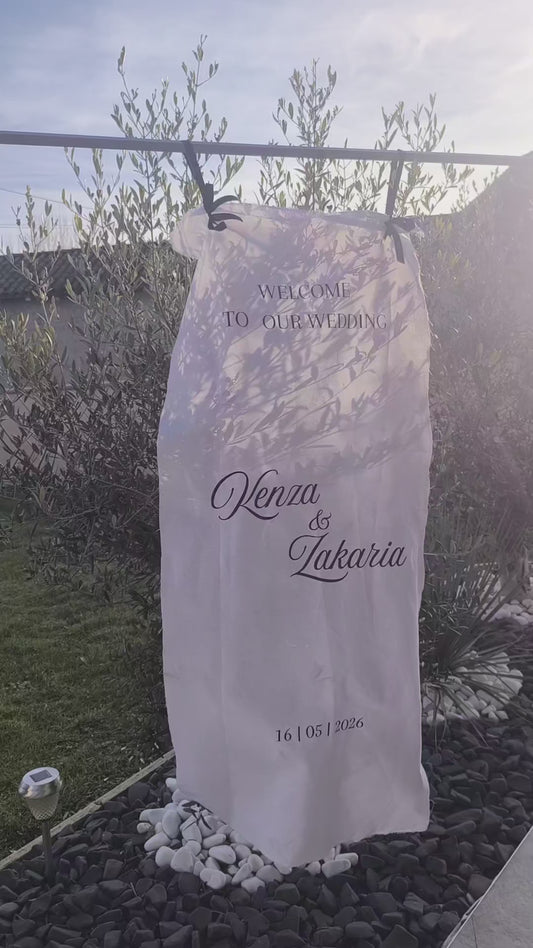 WELCOME
TO OUR WEDDING
Kenza
&
Zakaria
16 | 05 | 2026